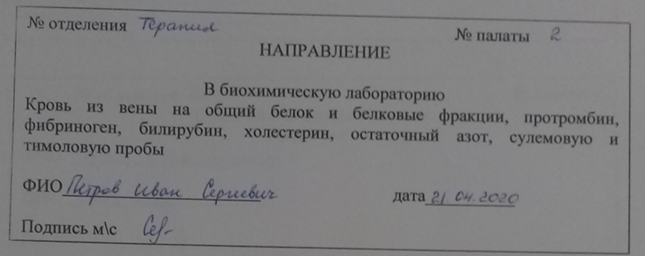 № отделения Терапия № палаты 2
НАПРАВЛЕНИЕ
В биохимическую лабораторию
Кровь из вены на общий белок и белковые фракции, протромбин,
фибриноген, билирубин, холестерин, остаточный азот, сулемовую и
тимоловую пробы
ФИО Петров Иван Сергиевич дата 21 04.2020
Подпись м\с